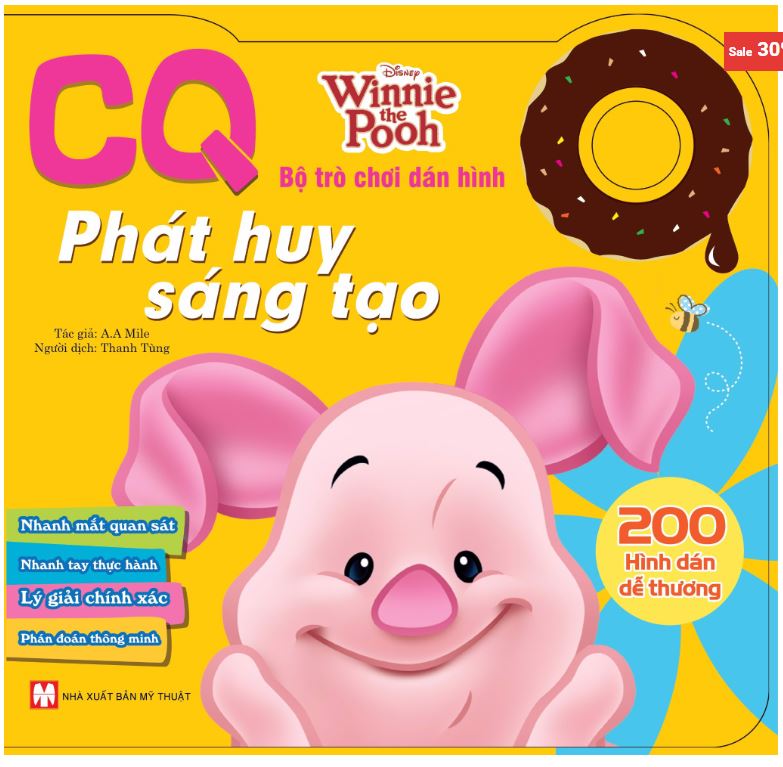 Sale 30%
CQ
Disney
Winnie
the
Pooh
Bộ trò chơi dán hình
Phát huy
sáng tạo
Tác giả: A.A Mile
Người dịch: Thanh Tùng
Nhanh mắt quan sát
Nhanh tay thực hành
Lý giải chính xác
Phán đoán thông minh
200
Hình dán
dễ thương
NHÀ XUẤT BẢN MỸ THUẬT